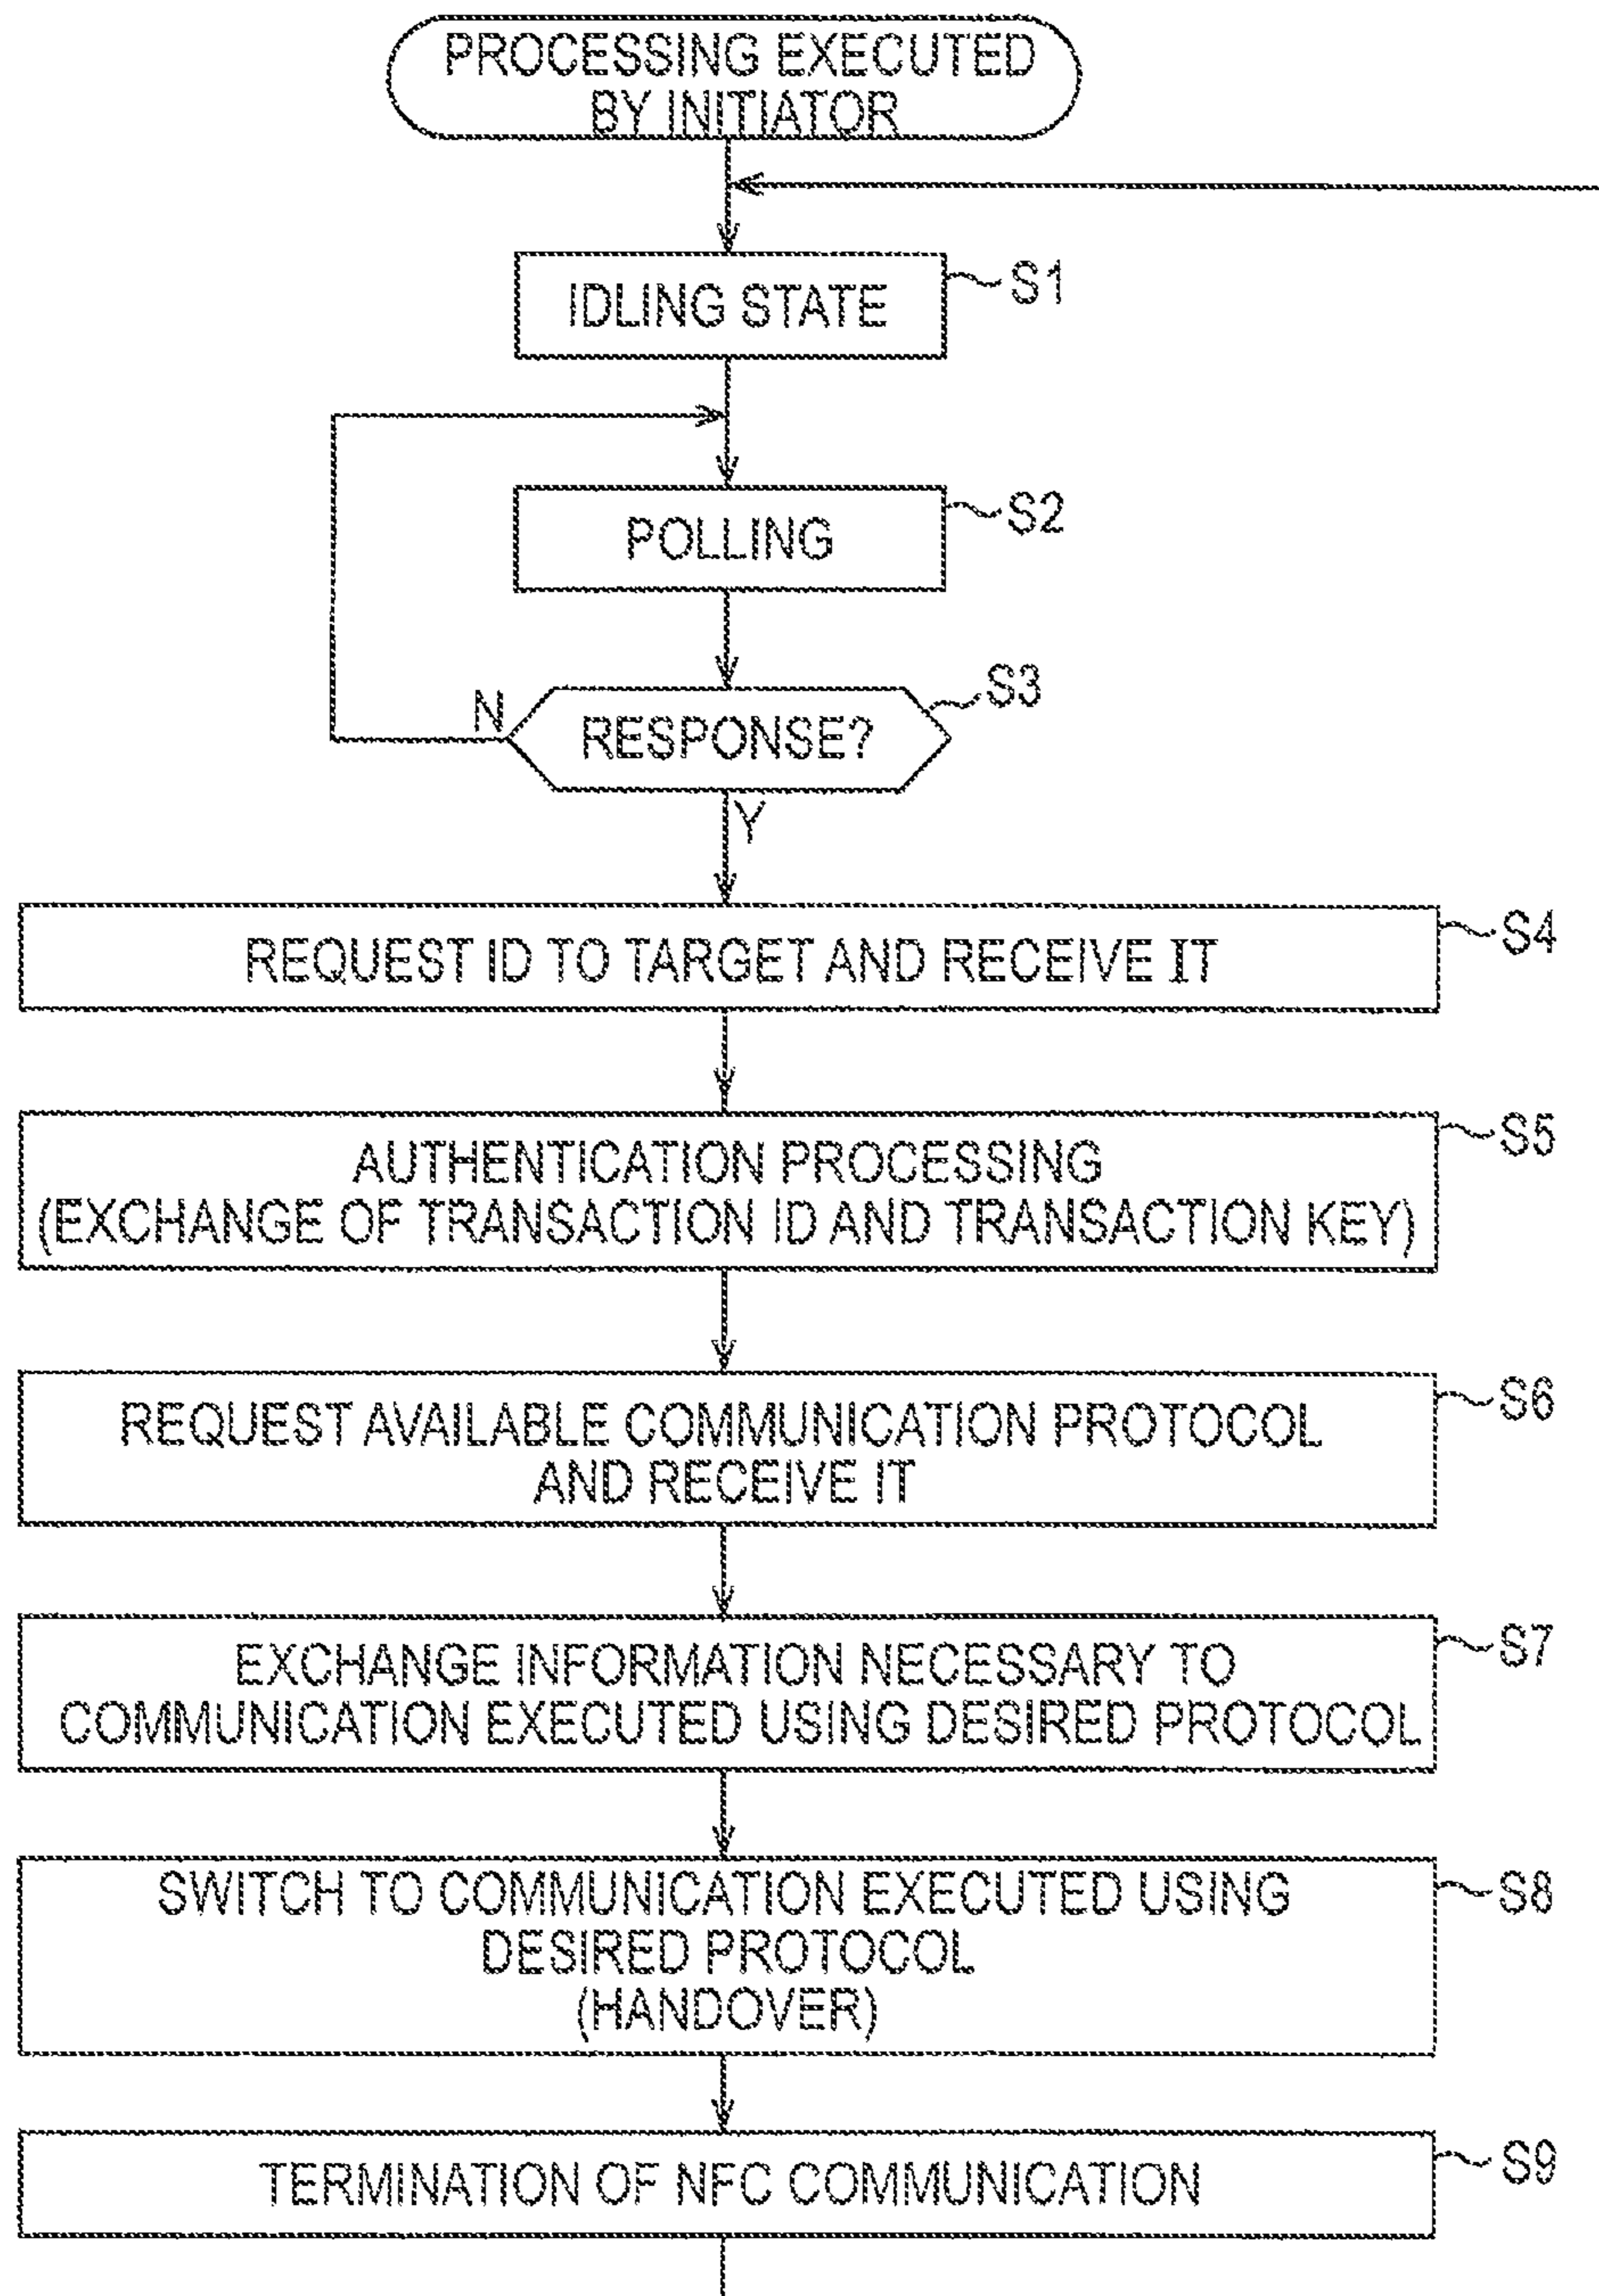 PROCESSING EXECUTED
BY INITIATOR
IDLING STATE
S1
POLLING
S2
RESPONSE?
S3
N
Y
REQUEST ID TO TARGET AND RECEIVE IT
S4
AUTHENTICATION PROCESSING
(EXCHANGE OF TRANSACTION ID AND TRANSACTION KEY)
S5
REQUEST AVAILABLE COMMUNICATION PROTOCOL
AND RECEIVE IT
S6
EXCHANGE INFORMATION NECESSARY TO
COMMUNICATION EXECUTED USING DESIRED PROTOCOL
S7
SWITCH TO COMMUNICATION EXECUTED USING
DESIRED PROTOCOL
(HANDOVER)
S8
TERMINATION OF NFC COMMUNICATION
S9